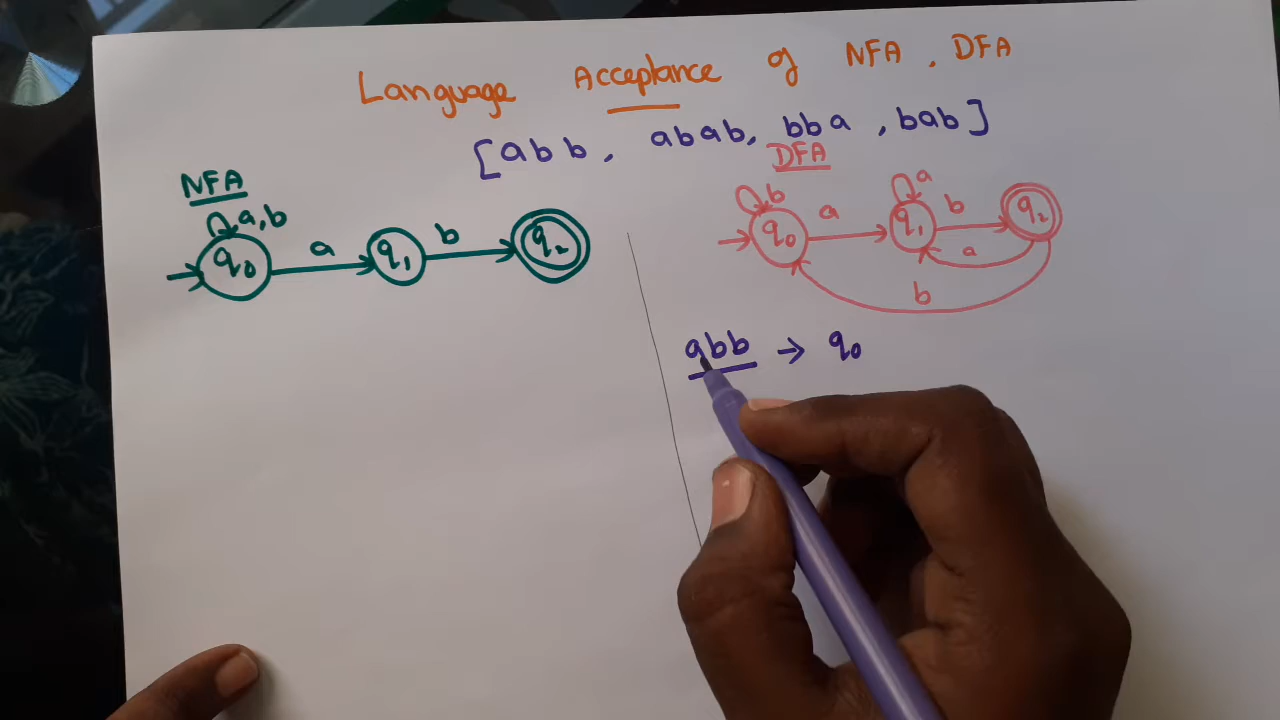 Language Acceptance of NFA, DFA
[abb, abab, bba, bab]
NFA
a,b
q0 a q1 b q2
DFA
b a
q0 a q1 b q2
a
b
abb → q0